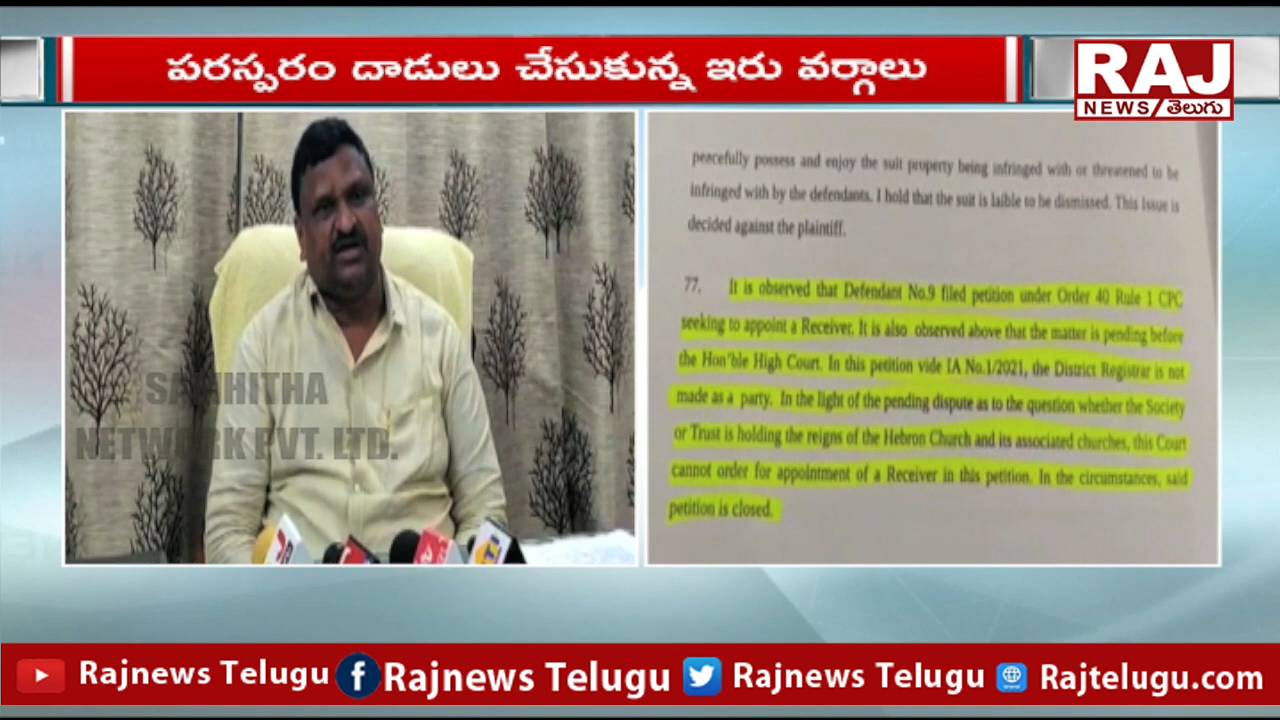 పరస్పరం దాడులు చేసుకున్న ఇరు వర్గాలు
RAJ
NEWS తెలుగు
peacefully possess and enjoy the suit property being infringed with or threatened to be
infringed with by the defendants. I hold that the suit is laible to be dismissed. This Issue is
decided against the plaintiff.
77. It is observed that Defendant No.9 filed petition under Order 40 Rule 1 CPC
seeking to appoint a Receiver. It is also observed above that the matter is pending before
the Hon'ble High Court. In this petition vide IA No.1/2021, the District Registrar is not
made as a party. In the light of the pending dispute as to the question whether the Society
or Trust is holding the reigns of the Hebron Church and its associated churches, this Court
cannot order for appointment of a Receiver in this petition. In the circumstances, said
petition is closed.
NETWORK PVT. LTD.
Rajnews Telugu Rajnews Telugu Rajnews Telugu Rajtelugu.com